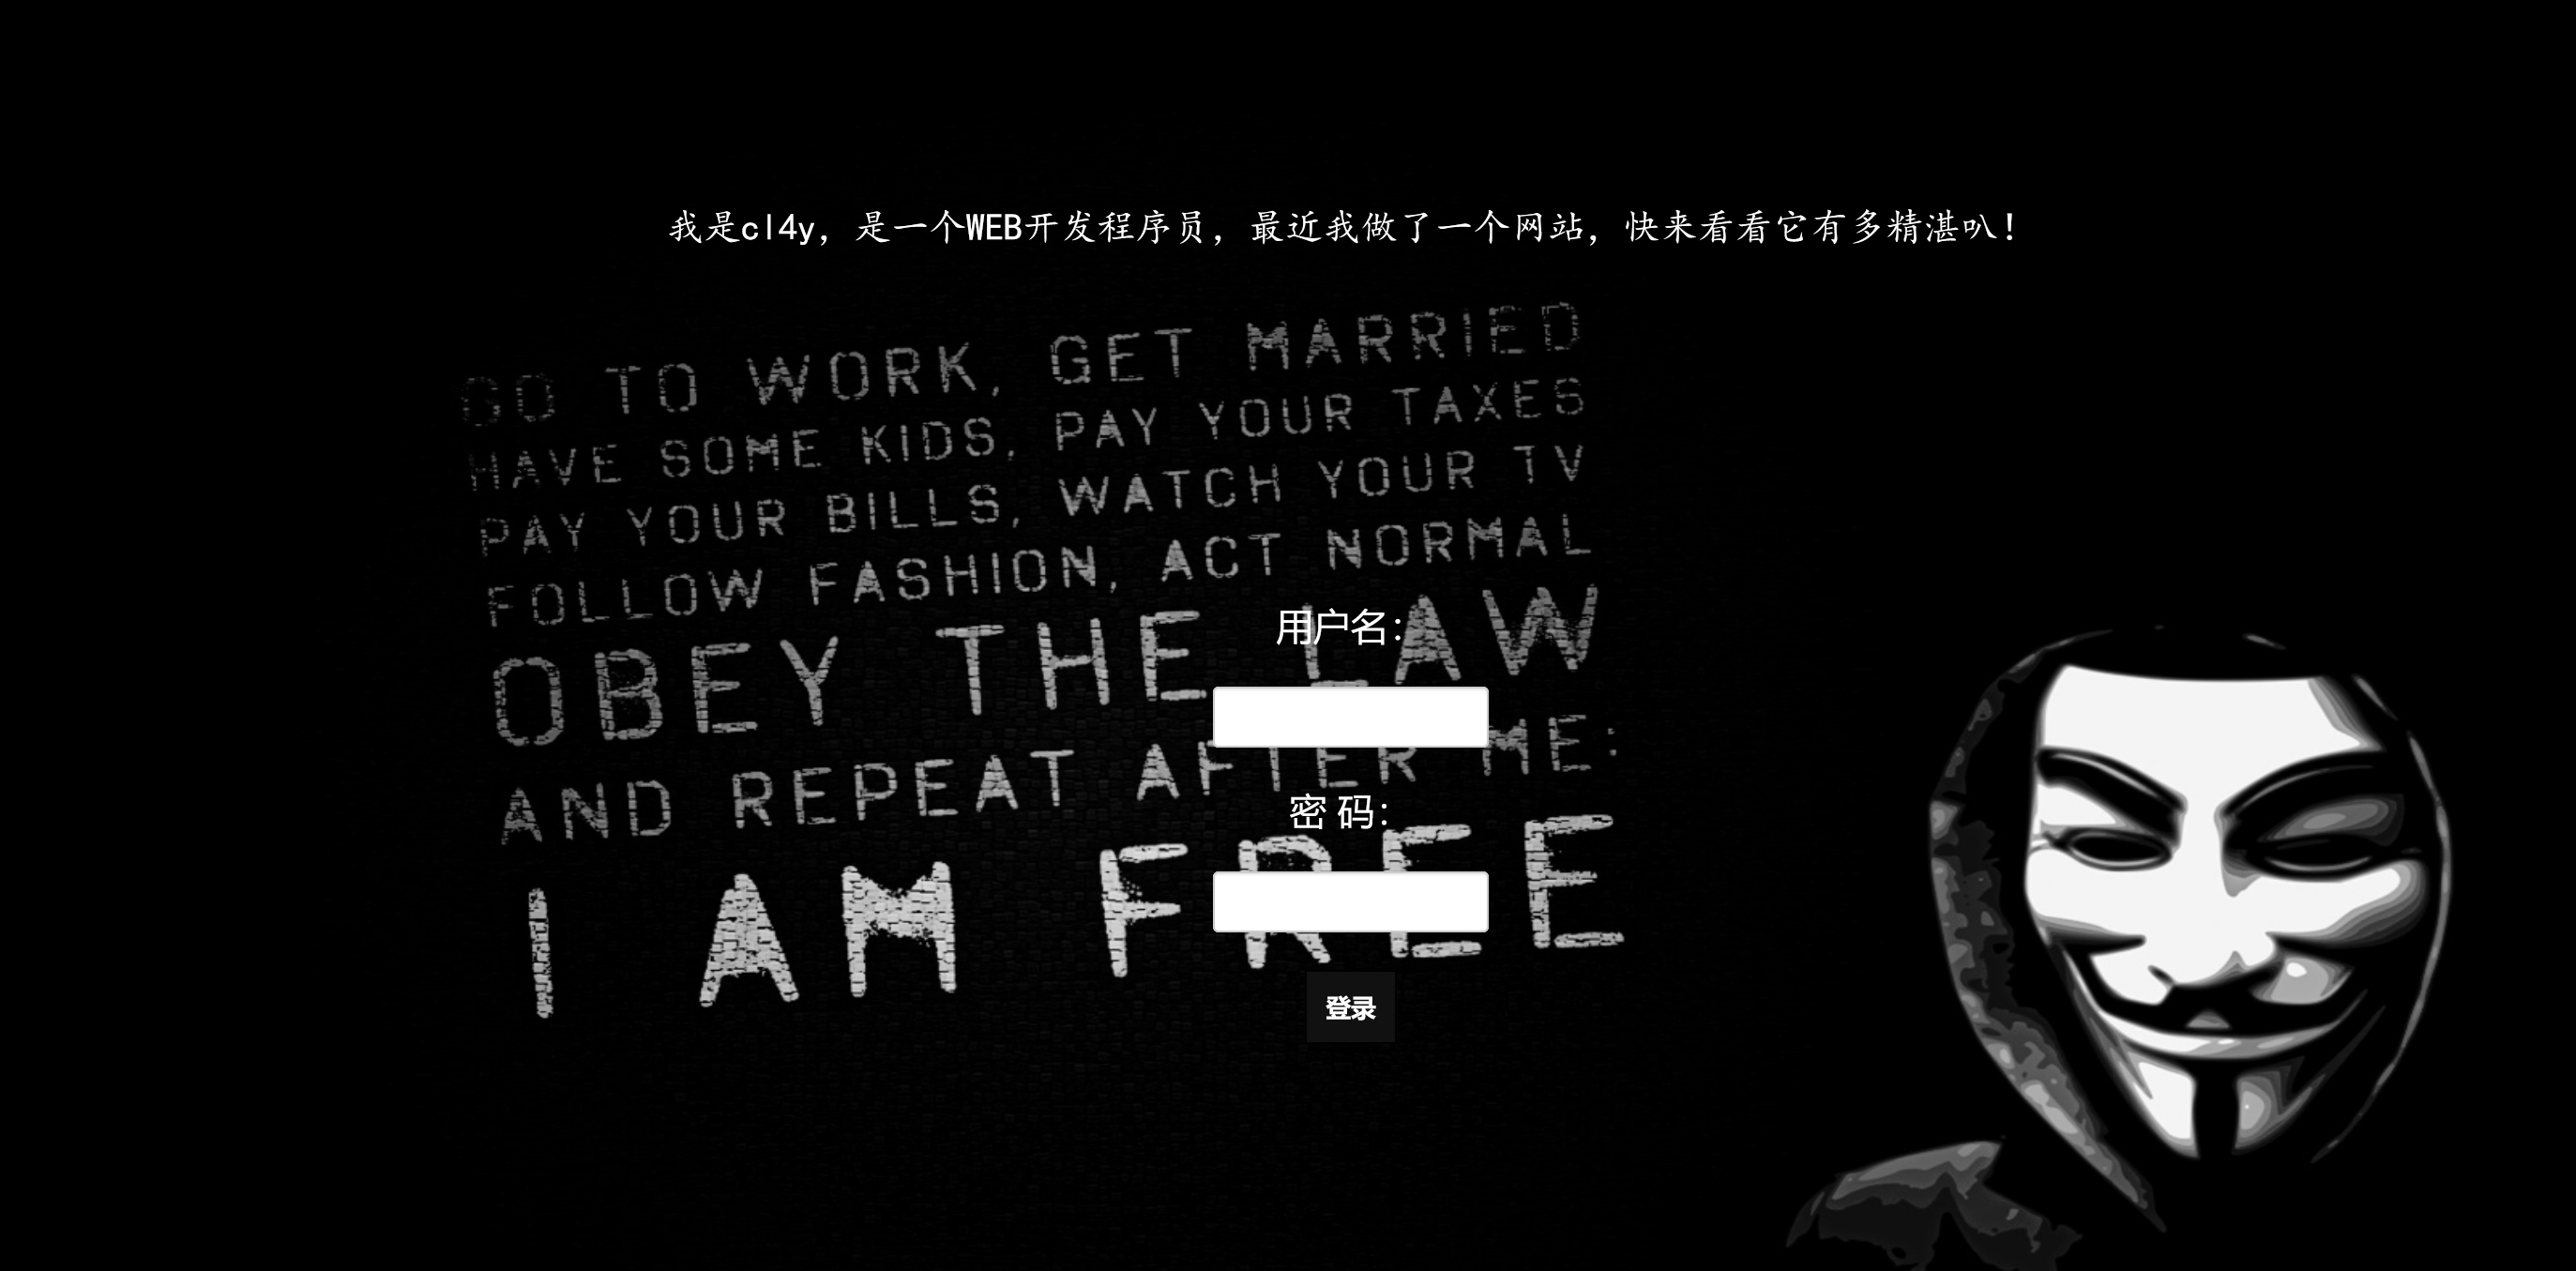 我是cl4y，是一个WEB开发程序员，最近我做了一个网站，快来看看它有多精湛叭！
GO TO WORK, GET MARRIED
HAVE SOME KIDS, PAY YOUR TAXES
PAY YOUR BILLS, WATCH YOUR TV
FOLLOW FASHION, ACT NORMAL
OBEY THE LAW
AND REPEAT AFTER ME:
I AM FREE
用户名：
密 码：
登录